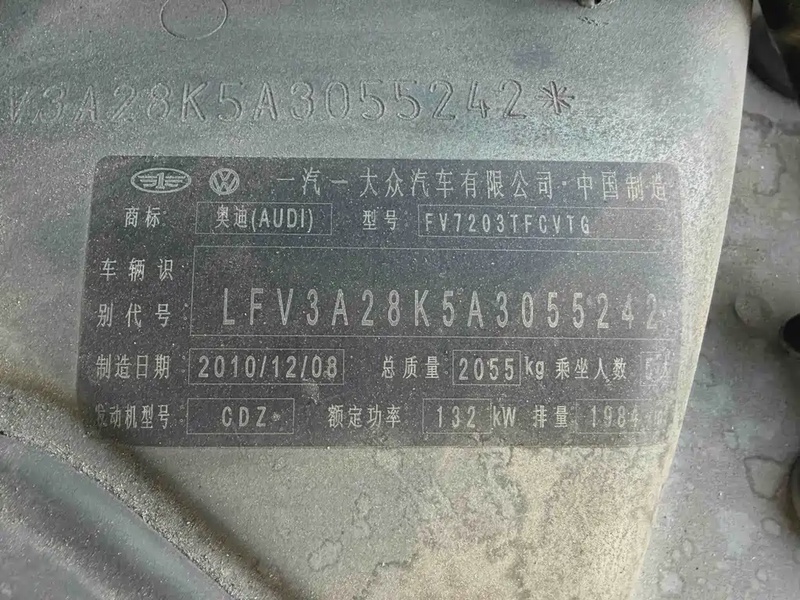 V3A28K5A3055242*
一汽一大众汽车有限公司·中国制造
商标 奥迪(AUDI) 型号 FV7203TFCVTG
车辆识
别代号 LFV3A28K5A3055242
制造日期 2010/12/08 总质量 2055 kg 乘坐人数 5
发动机型号 CDZ 额定功率 132 kW 排量 1984